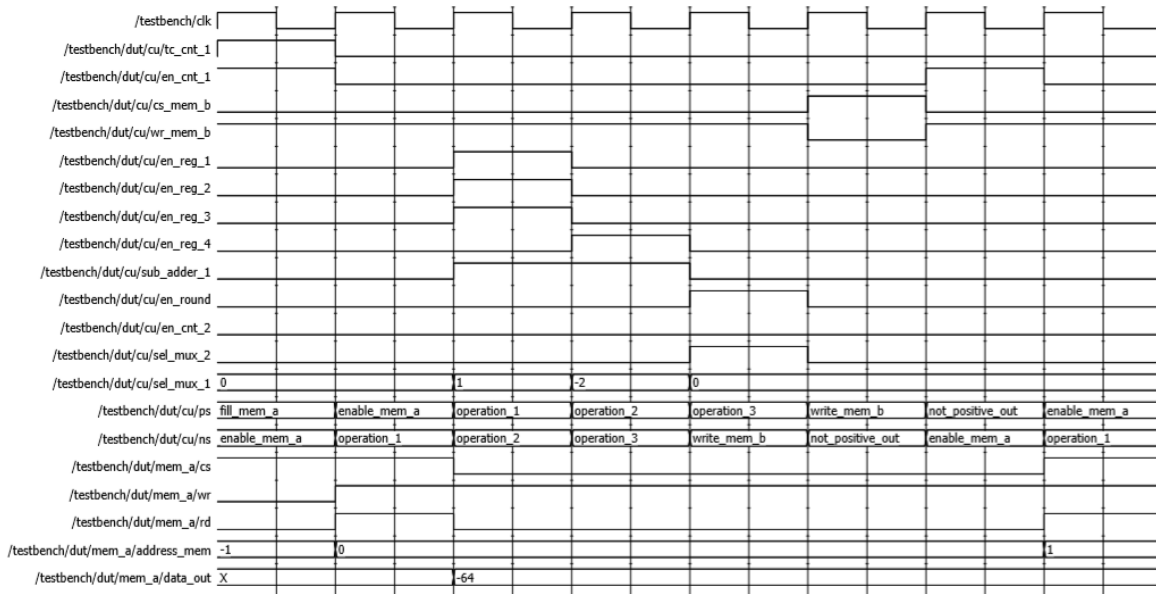 /testbench/clk
/testbench/dut/cu/tc_cnt_1
/testbench/dut/cu/en_cnt_1
/testbench/dut/cu/cs_mem_b
/testbench/dut/cu/wr_mem_b
/testbench/dut/cu/en_reg_1
/testbench/dut/cu/en_reg_2
/testbench/dut/cu/en_reg_3
/testbench/dut/cu/en_reg_4
/testbench/dut/cu/sub_adder_1
/testbench/dut/cu/en_round
/testbench/dut/cu/en_cnt_2
/testbench/dut/cu/sel_mux_2
/testbench/dut/cu/sel_mux_1 0 1 -2 0
/testbench/dut/cu/ps fill_mem_a enable_mem_a operation_1 operation_2 operation_3 write_mem_b not_positive_out enable_mem_a
/testbench/dut/cu/ns enable_mem_a operation_1 operation_2 operation_3 write_mem_b not_positive_out enable_mem_a operation_1
/testbench/dut/mem_a/cs
/testbench/dut/mem_a/wr
/testbench/dut/mem_a/rd
/testbench/dut/mem_a/address_mem -1 0 1
/testbench/dut/mem_a/data_out X -64